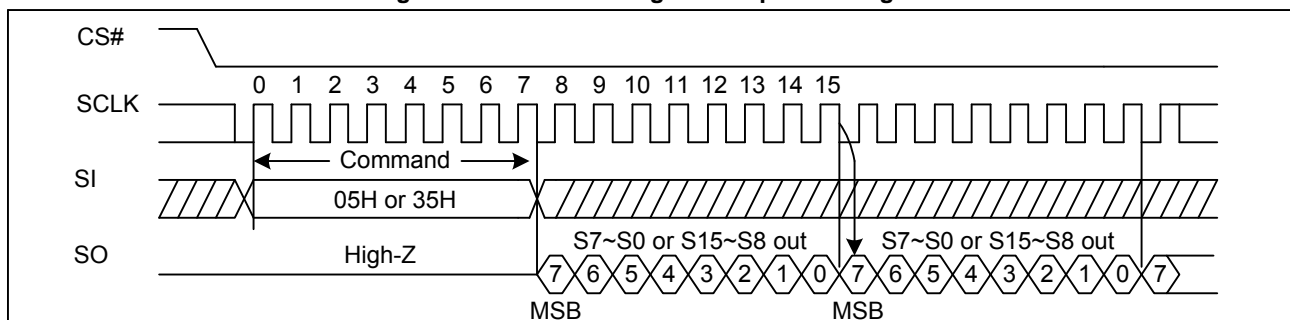 CS#
0 1 2 3 4 5 6 7 8 9 10 11 12 13 14 15
SCLK
Command
SI
05H or 35H
S7~S0 or S15~S8 out S7~S0 or S15~S8 out
SO High-Z
7 6 5 4 3 2 1 0 7 6 5 4 3 2 1 0 7
MSB MSB